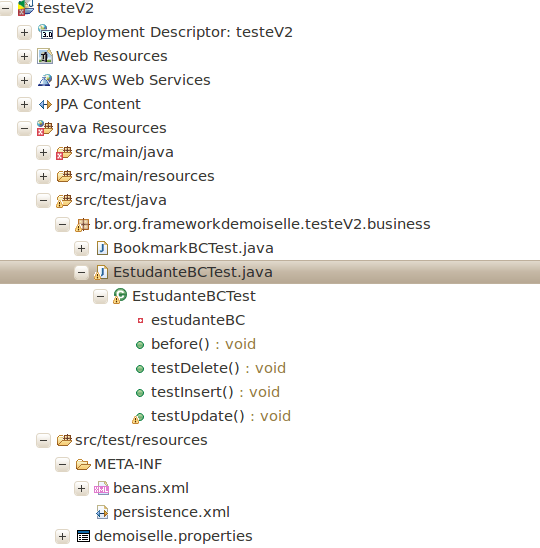 testeV2
Deployment Descriptor: testeV2
Web Resources
JAX-WS Web Services
JPA Content
Java Resources
src/main/java
src/main/resources
src/test/java
br.org.frameworkdemoiselle.testeV2.business
BookmarkBCTest.java
EstudanteBCTest.java
EstudanteBCTest
estudanteBC
before() : void
testDelete() : void
testInsert() : void
testUpdate() : void
src/test/resources
META-INF
beans.xml
persistence.xml
demoiselle.properties